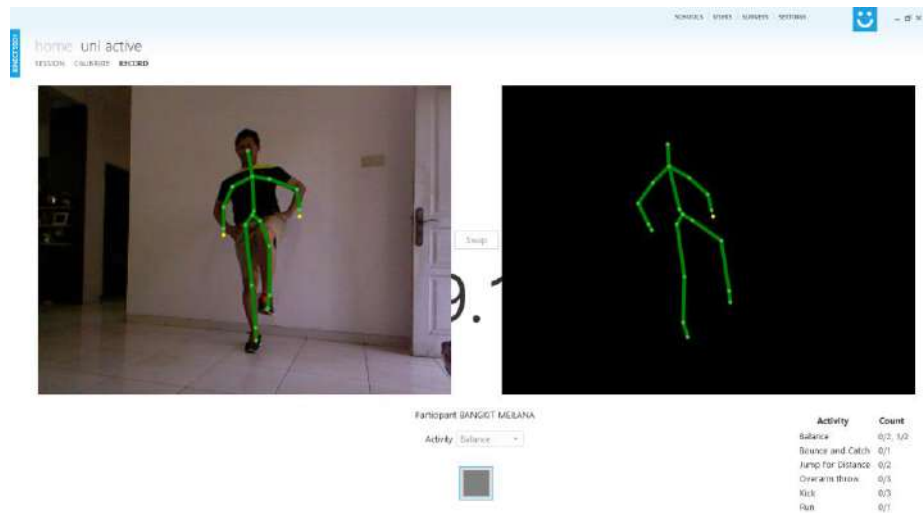 SCHOOLS USERS SURVEYS SETTINGS
home uni active
SESSION CALIBRATE RECORD
Swap
9.1
Participant BANGKIT MEILANA
Activity Balance
Activity Count
Balance 0/2, 1/2
Bounce and Catch 0/1
Jump for Distance 0/2
Overarm throw 0/3
Kick 0/3
Run 0/1